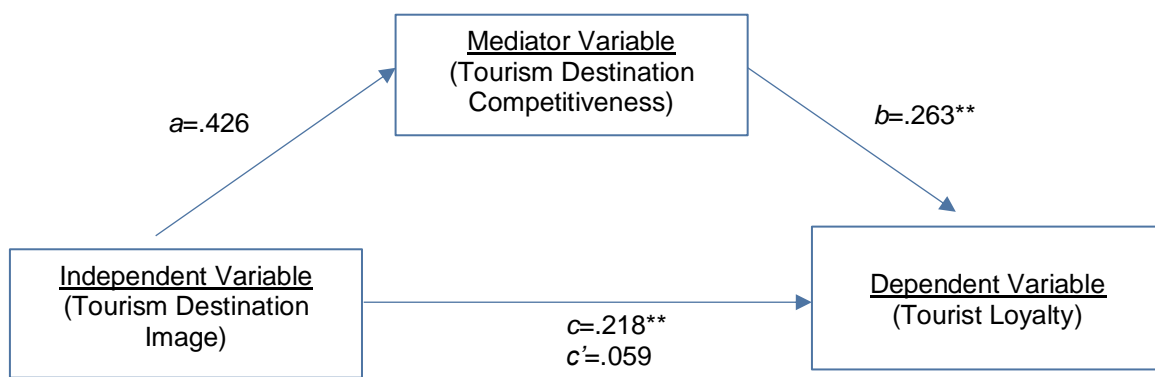 Mediator Variable
(Tourism Destination
Competitiveness)
a=.426
b=.263**
Independent Variable
(Tourism Destination
Image)
c=.218**
c’=.059
Dependent Variable
(Tourist Loyalty)